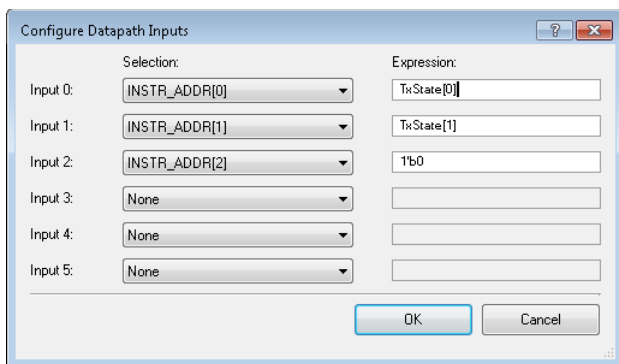 Configure Datapath Inputs
Selection: Expression:
Input 0: INSTR_ADDR[0] TxState[0]
Input 1: INSTR_ADDR[1] TxState[1]
Input 2: INSTR_ADDR[2] 1'b0
Input 3: None
Input 4: None
Input 5: None
OK Cancel